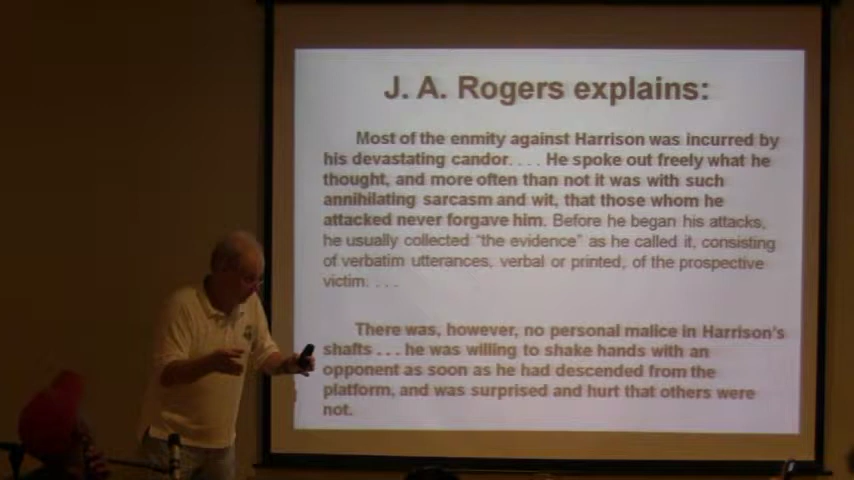 J. A. Rogers explains:
Most of the enmity against Harrison was incurred by
his devastating candor. . . . He spoke out freely what he
thought, and more often than not it was with such
annihilating sarcasm and wit, that those whom he
attacked never forgave him. Before he began his attacks,
he usually collected “the evidence” as he called it, consisting
of verbatim utterances, verbal or printed, of the prospective
victim. . . .
There was, however, no personal malice in Harrison's
shafts . . . he was willing to shake hands with an
opponent as soon as he had descended from the
platform, and was surprised and hurt that others were
not.